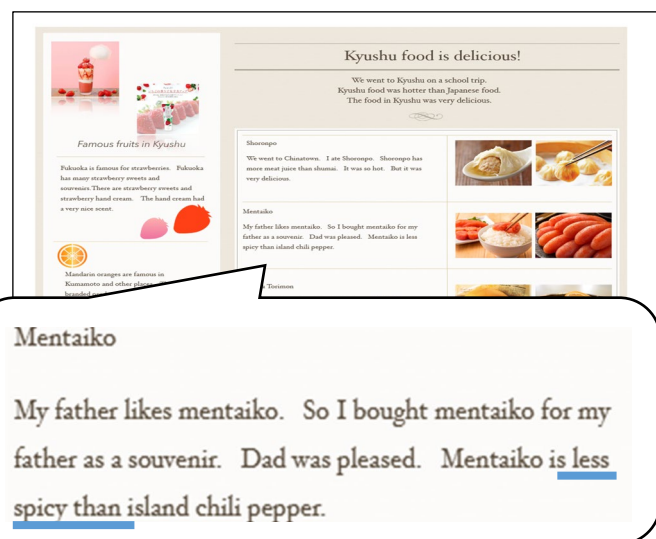 Kyushu food is delicious!
We went to Kyushu on a school trip.
Kyushu food was hotter than Japanese food.
The food in Kyushu was very delicious.
Famous fruits in Kyushu
Fukuoka is famous for strawberries. Fukuoka
has many strawberry sweets and
souvenirs.There are strawberry sweets and
strawberry hand cream. The hand cream had
a very nice scent.
Mandarin oranges are famous in
Kumamoto and other
branded
Shoronpo
We went to Chinatown. I ate Shoronpo. Shoronpo has
more meat juice than shumai. It was so hot. But it was
very delicious.
Mentaiko
My father likes mentaiko. So I bought mentaiko for my
father as a souvenir. Dad was pleased. Mentaiko is less
spicy than island chili pepper.
Torimon
Mentaiko
My father likes mentaiko. So I bought mentaiko for my
father as a souvenir. Dad was pleased. Mentaiko is less
spicy than island chili pepper.